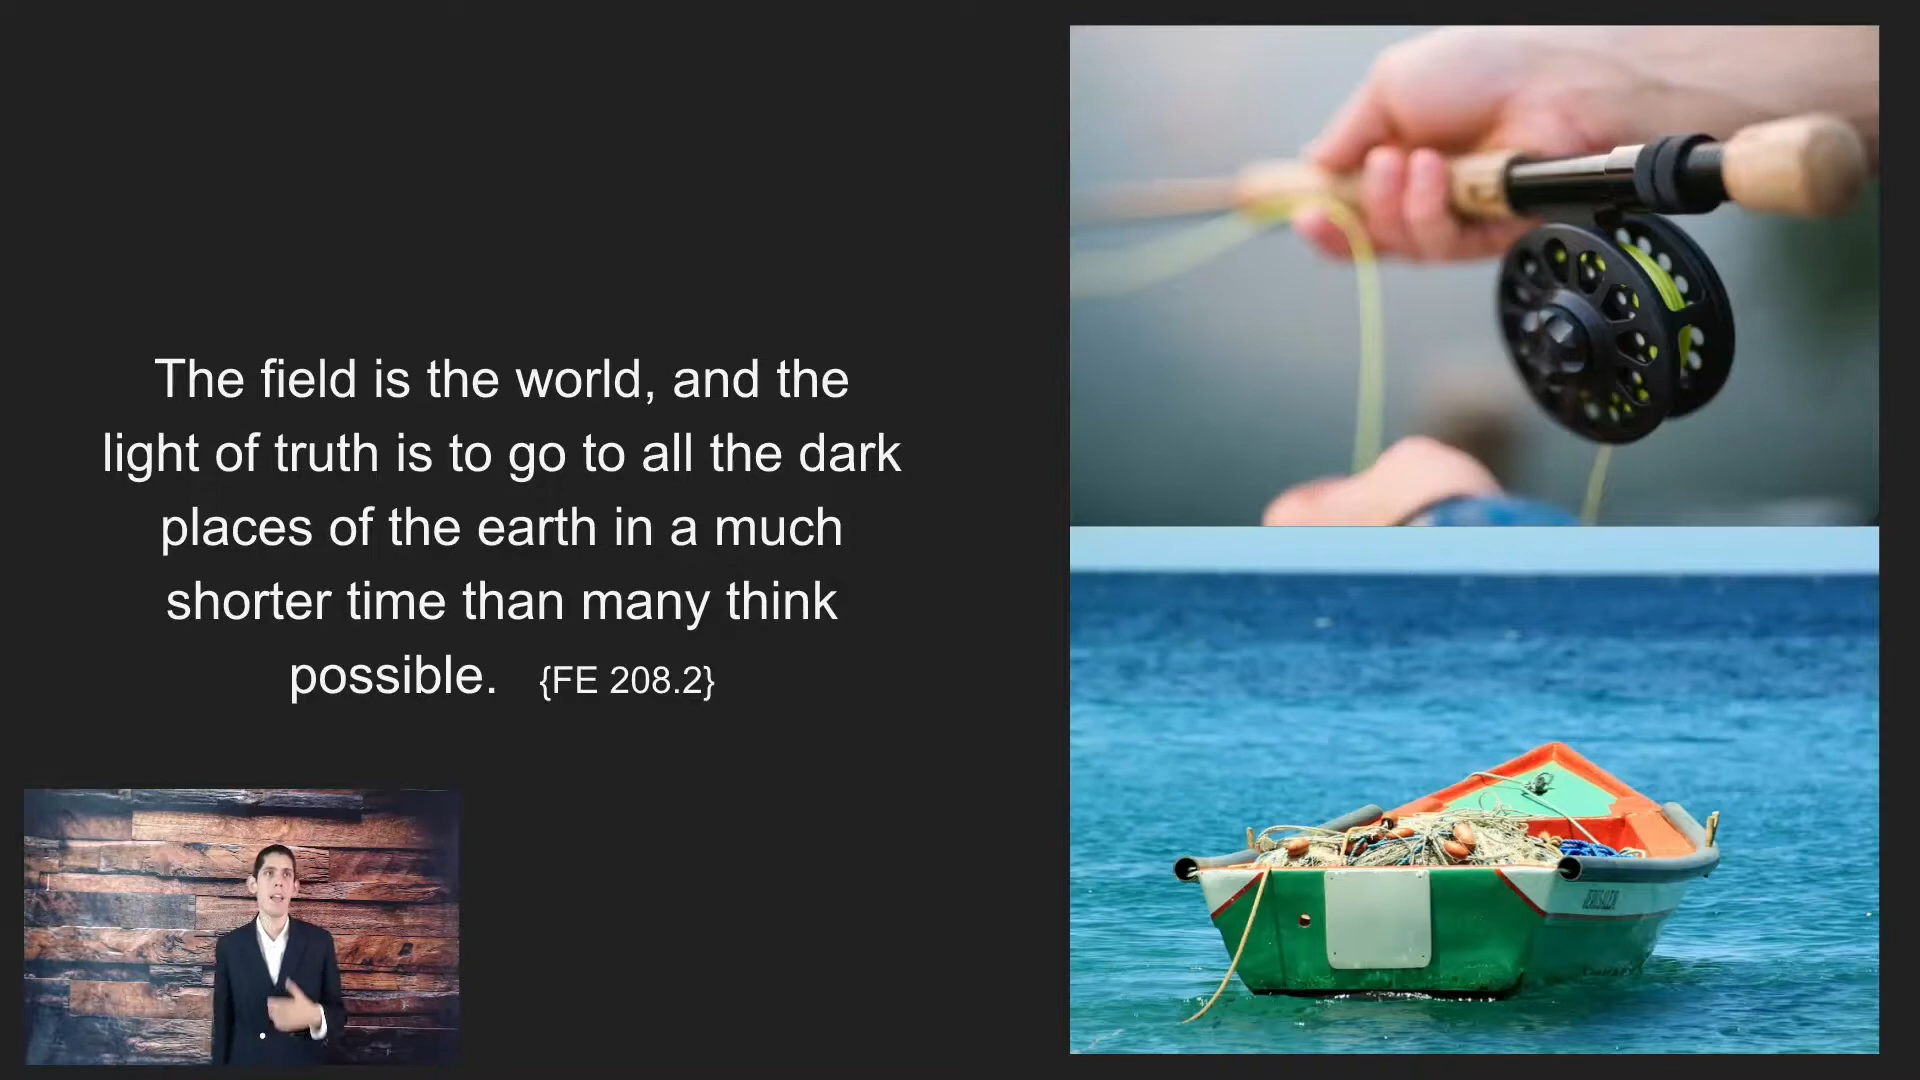 The field is the world, and the
light of truth is to go to all the dark
places of the earth in a much
shorter time than many think
possible. {FE 208.2}
JERUSALEM